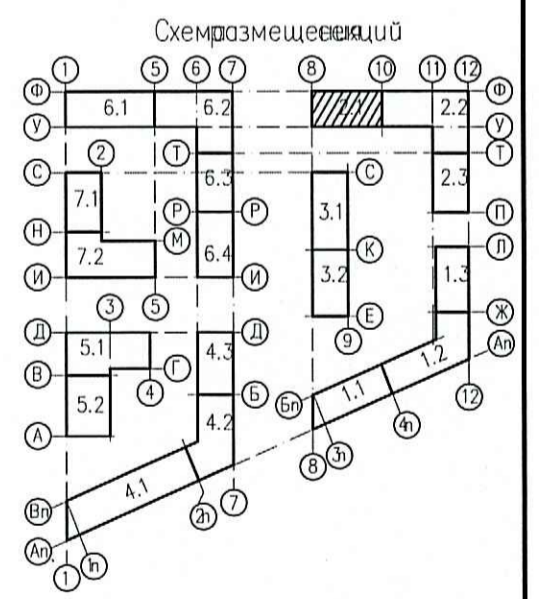 Схема размещения секций
1 5 6 7 8 10 11 12
Ф 6.1 6.2 2.1 2.2 Ф
У У
Т Т
2
С 6.3 С 2.3
7.1 3.1
Р Р П
Н М К Л
7.2 6.4
И И 3.2 1.3
3 5 Е Ж
Д Д 9
5.1 4.3 1.2 Ап
В Г
4 Б 1.1
5.2 4.2 Бп 4п 12
А 3п
8
4.1
Вп 2п 7
Ап 1п
1